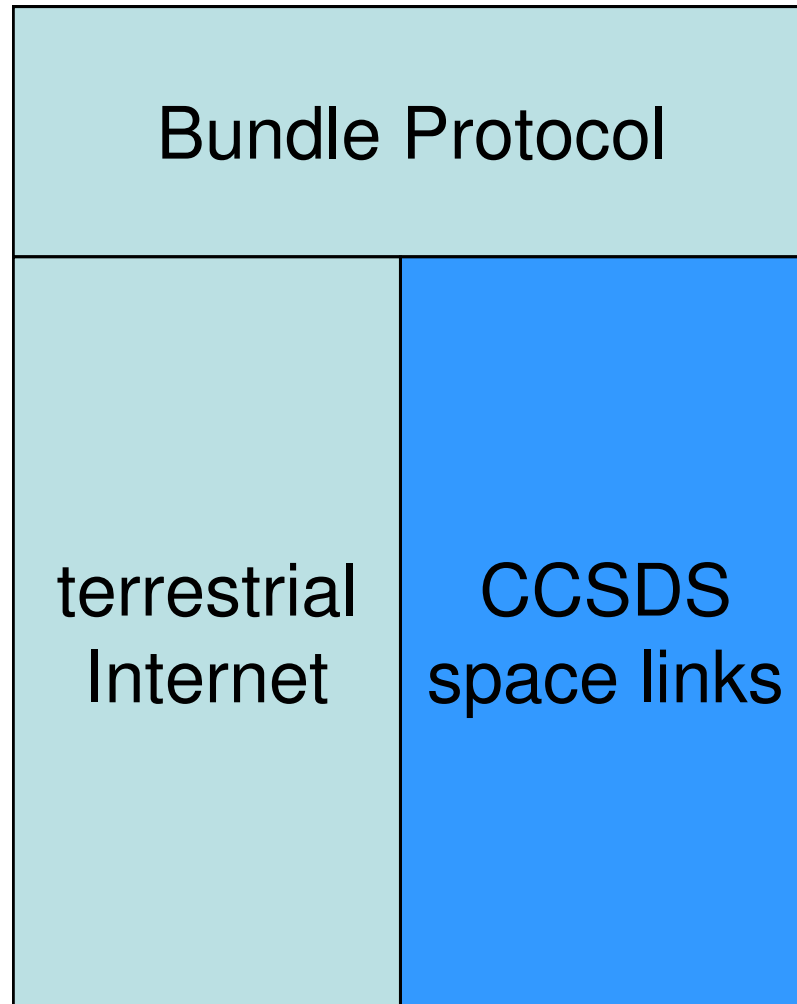 Bundle Protocol
terrestrial
Internet
CCSDS
space links